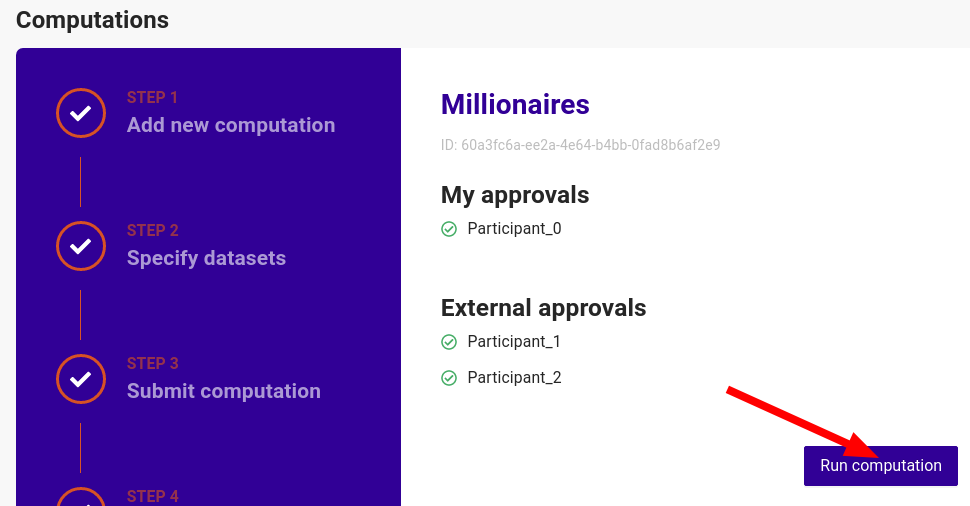 Computations
STEP 1
Add new computation
STEP 2
Specify datasets
STEP 3
Submit computation
STEP 4
Millionaires
ID: 60a3fc6a-ee2a-4e64-b4bb-0fad8b6af2e9
My approvals
Participant_0
External approvals
Participant_1
Participant_2
Run computation